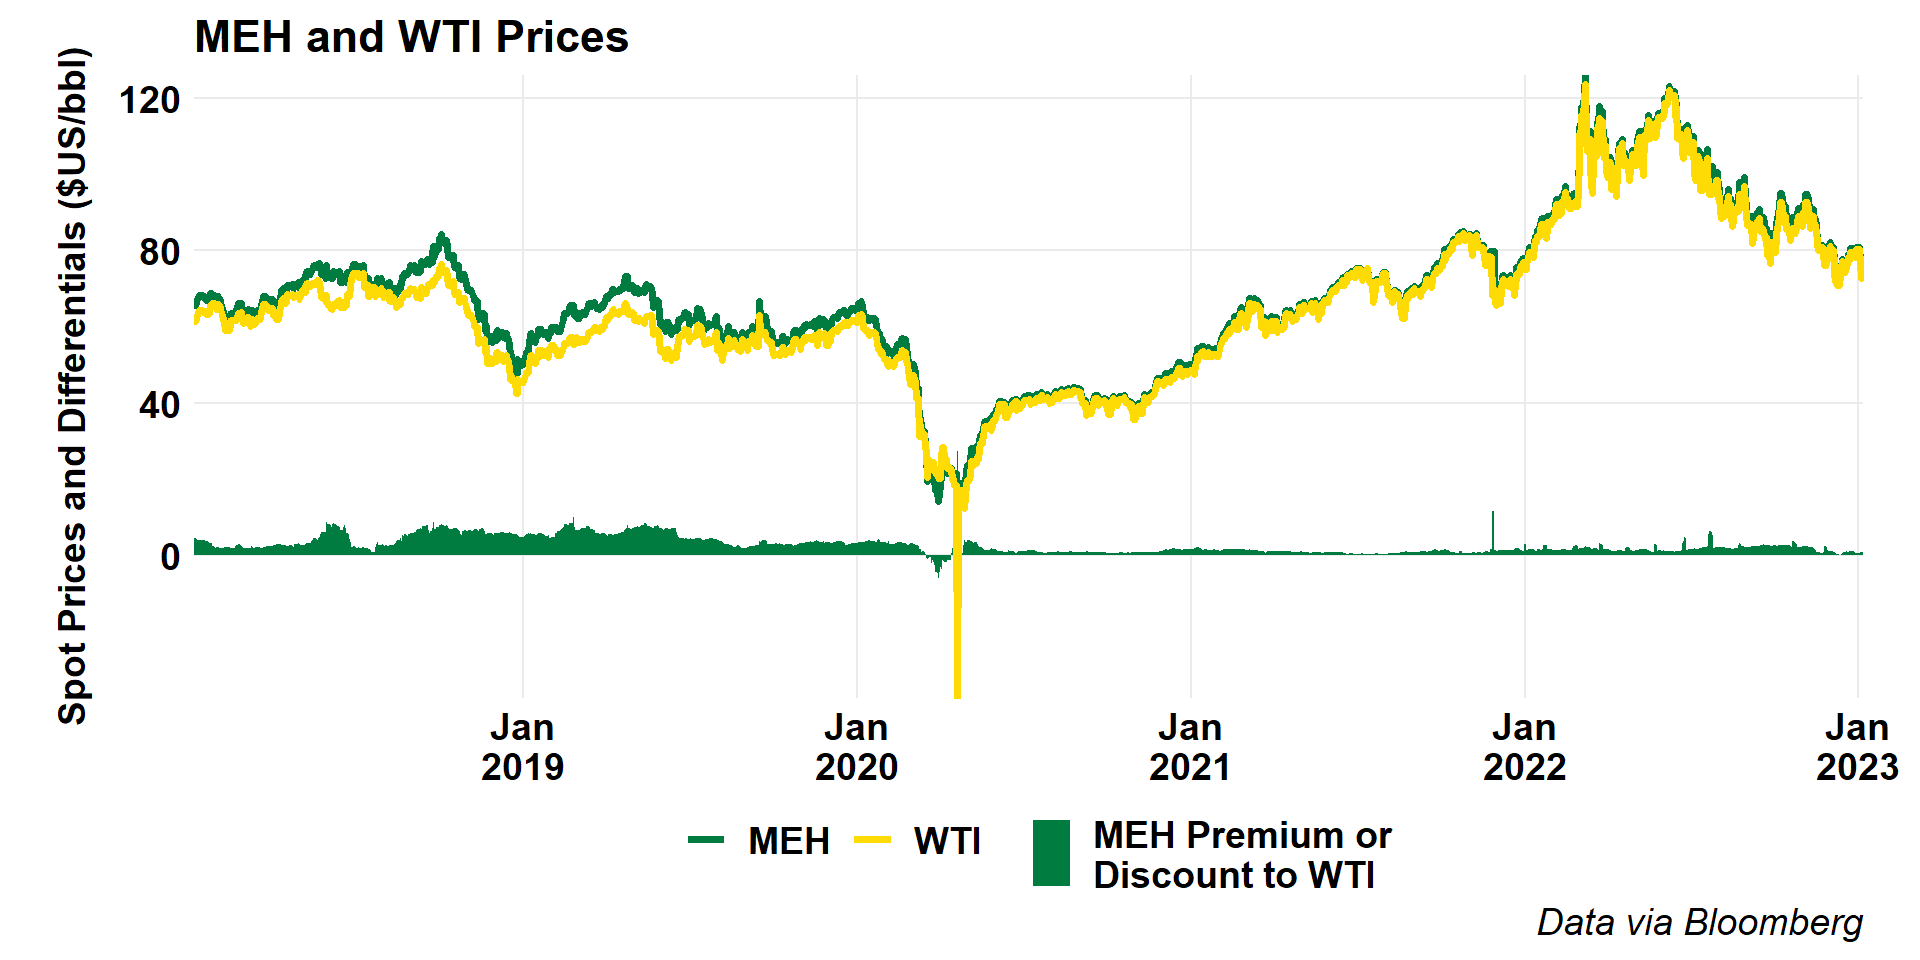 MEH and WTI Prices
Spot Prices and Differentials ($US/bbl)
120
80
40
0
Jan 2019
Jan 2020
Jan 2021
Jan 2022
Jan 2023
MEH
WTI
MEH Premium or
Discount to WTI
Data via Bloomberg